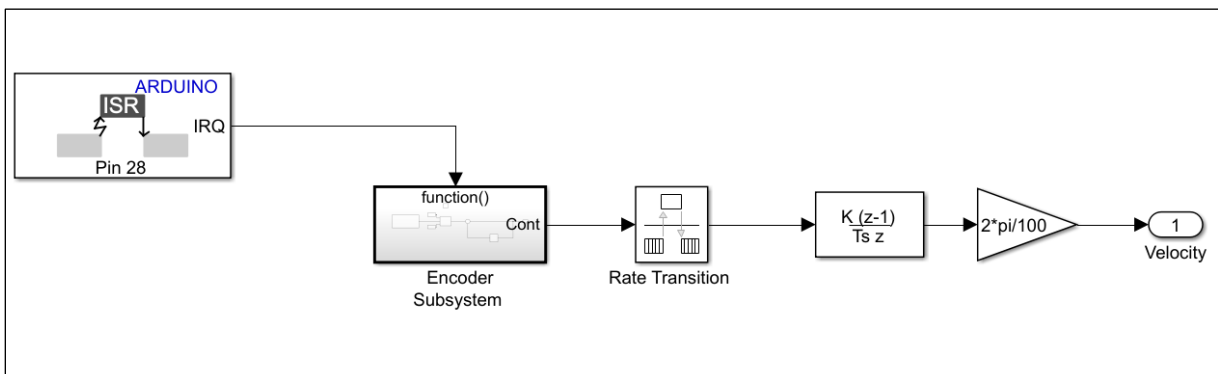 ARDUINO
ISR
IRQ
Pin 28
function()
Cont
Encoder
Subsystem
Rate Transition
K (z-1)
Ts z
2*pi/100
1
Velocity